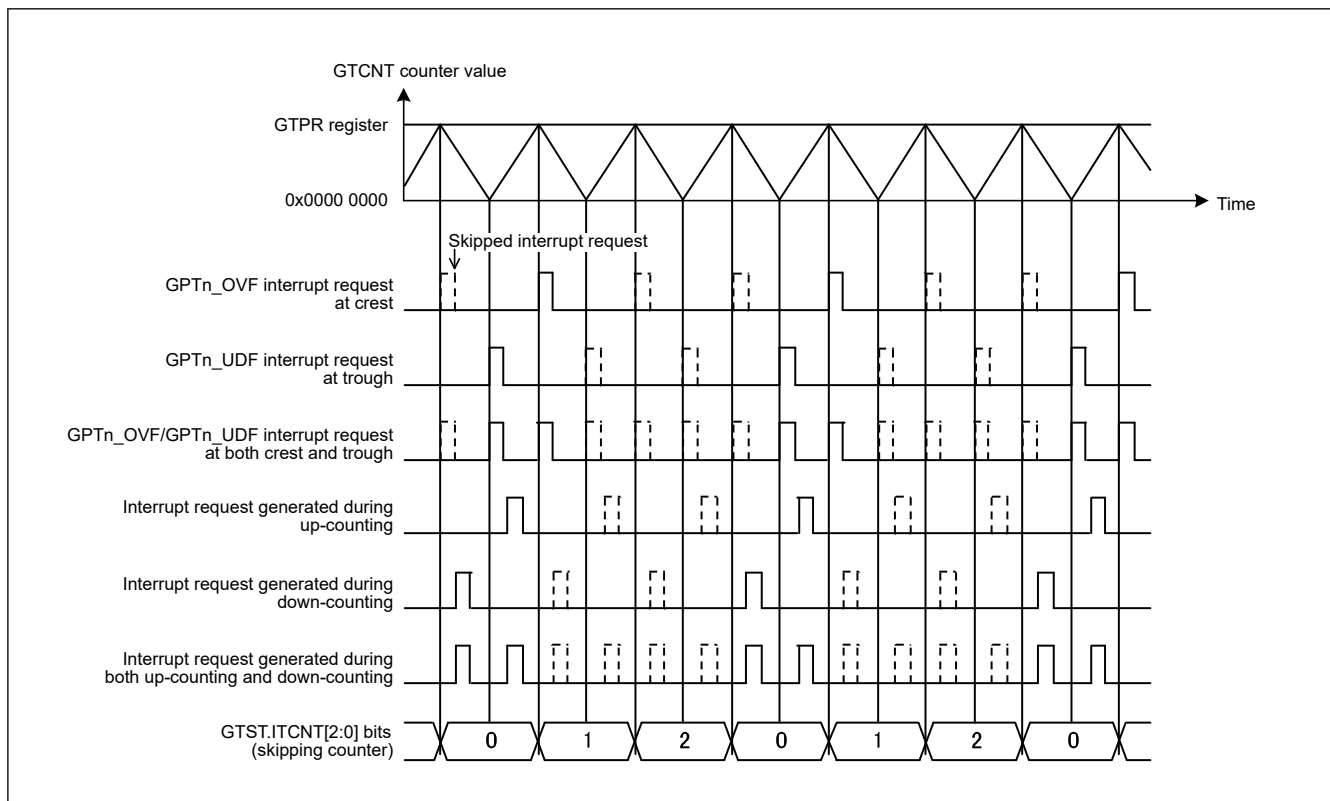 GTCNT counter value
GTPR register
0x0000 0000
Time
Skipped interrupt request
GPTn_OVF interrupt request
at crest
GPTn_UDF interrupt request
at trough
GPTn_OVF/GPTn_UDF interrupt request
at both crest and trough
Interrupt request generated during
up-counting
Interrupt request generated during
down-counting
Interrupt request generated during
both up-counting and down-counting
GTST.ITCNT[2:0] bits
(skipping counter)
0 1 2 0 1 2 0